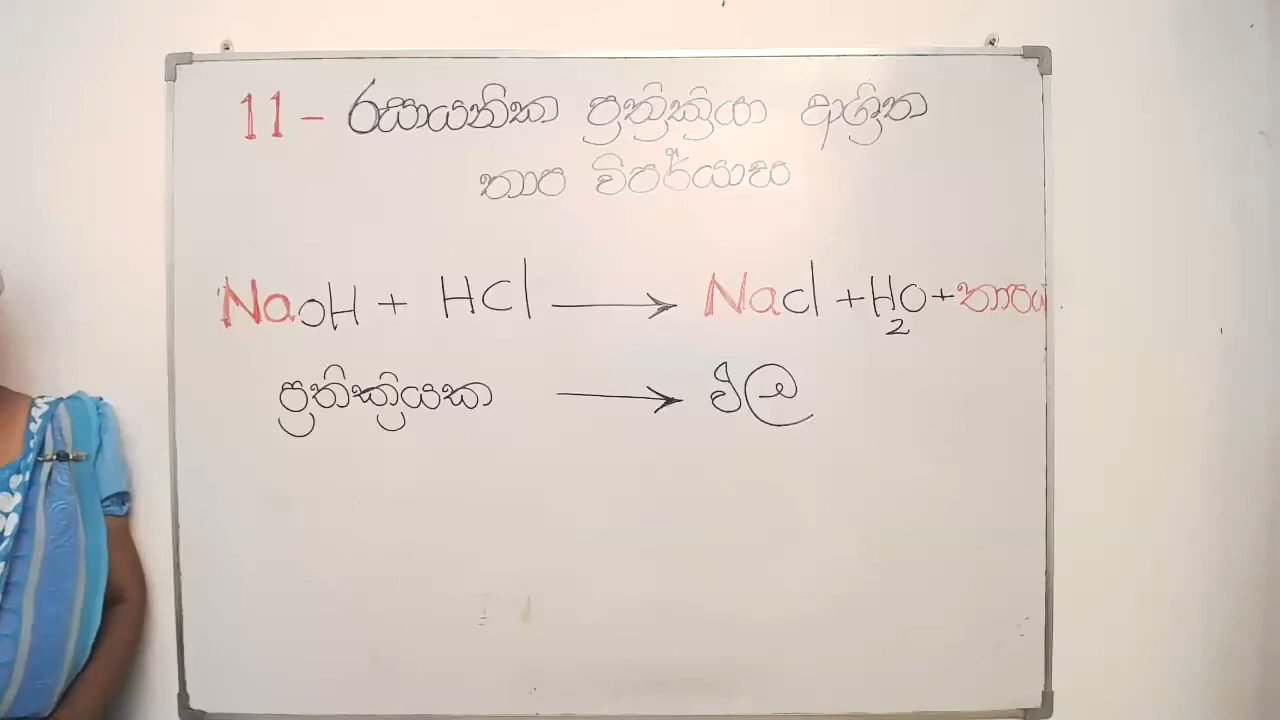 11 - රසායනික ප්‍රතික්‍රියා ආශ්‍රිත
තාප විපර්යාස
NaOH + HCl → NaCl + H₂O + තාපය
ප්‍රතික්‍රියක → ඵල